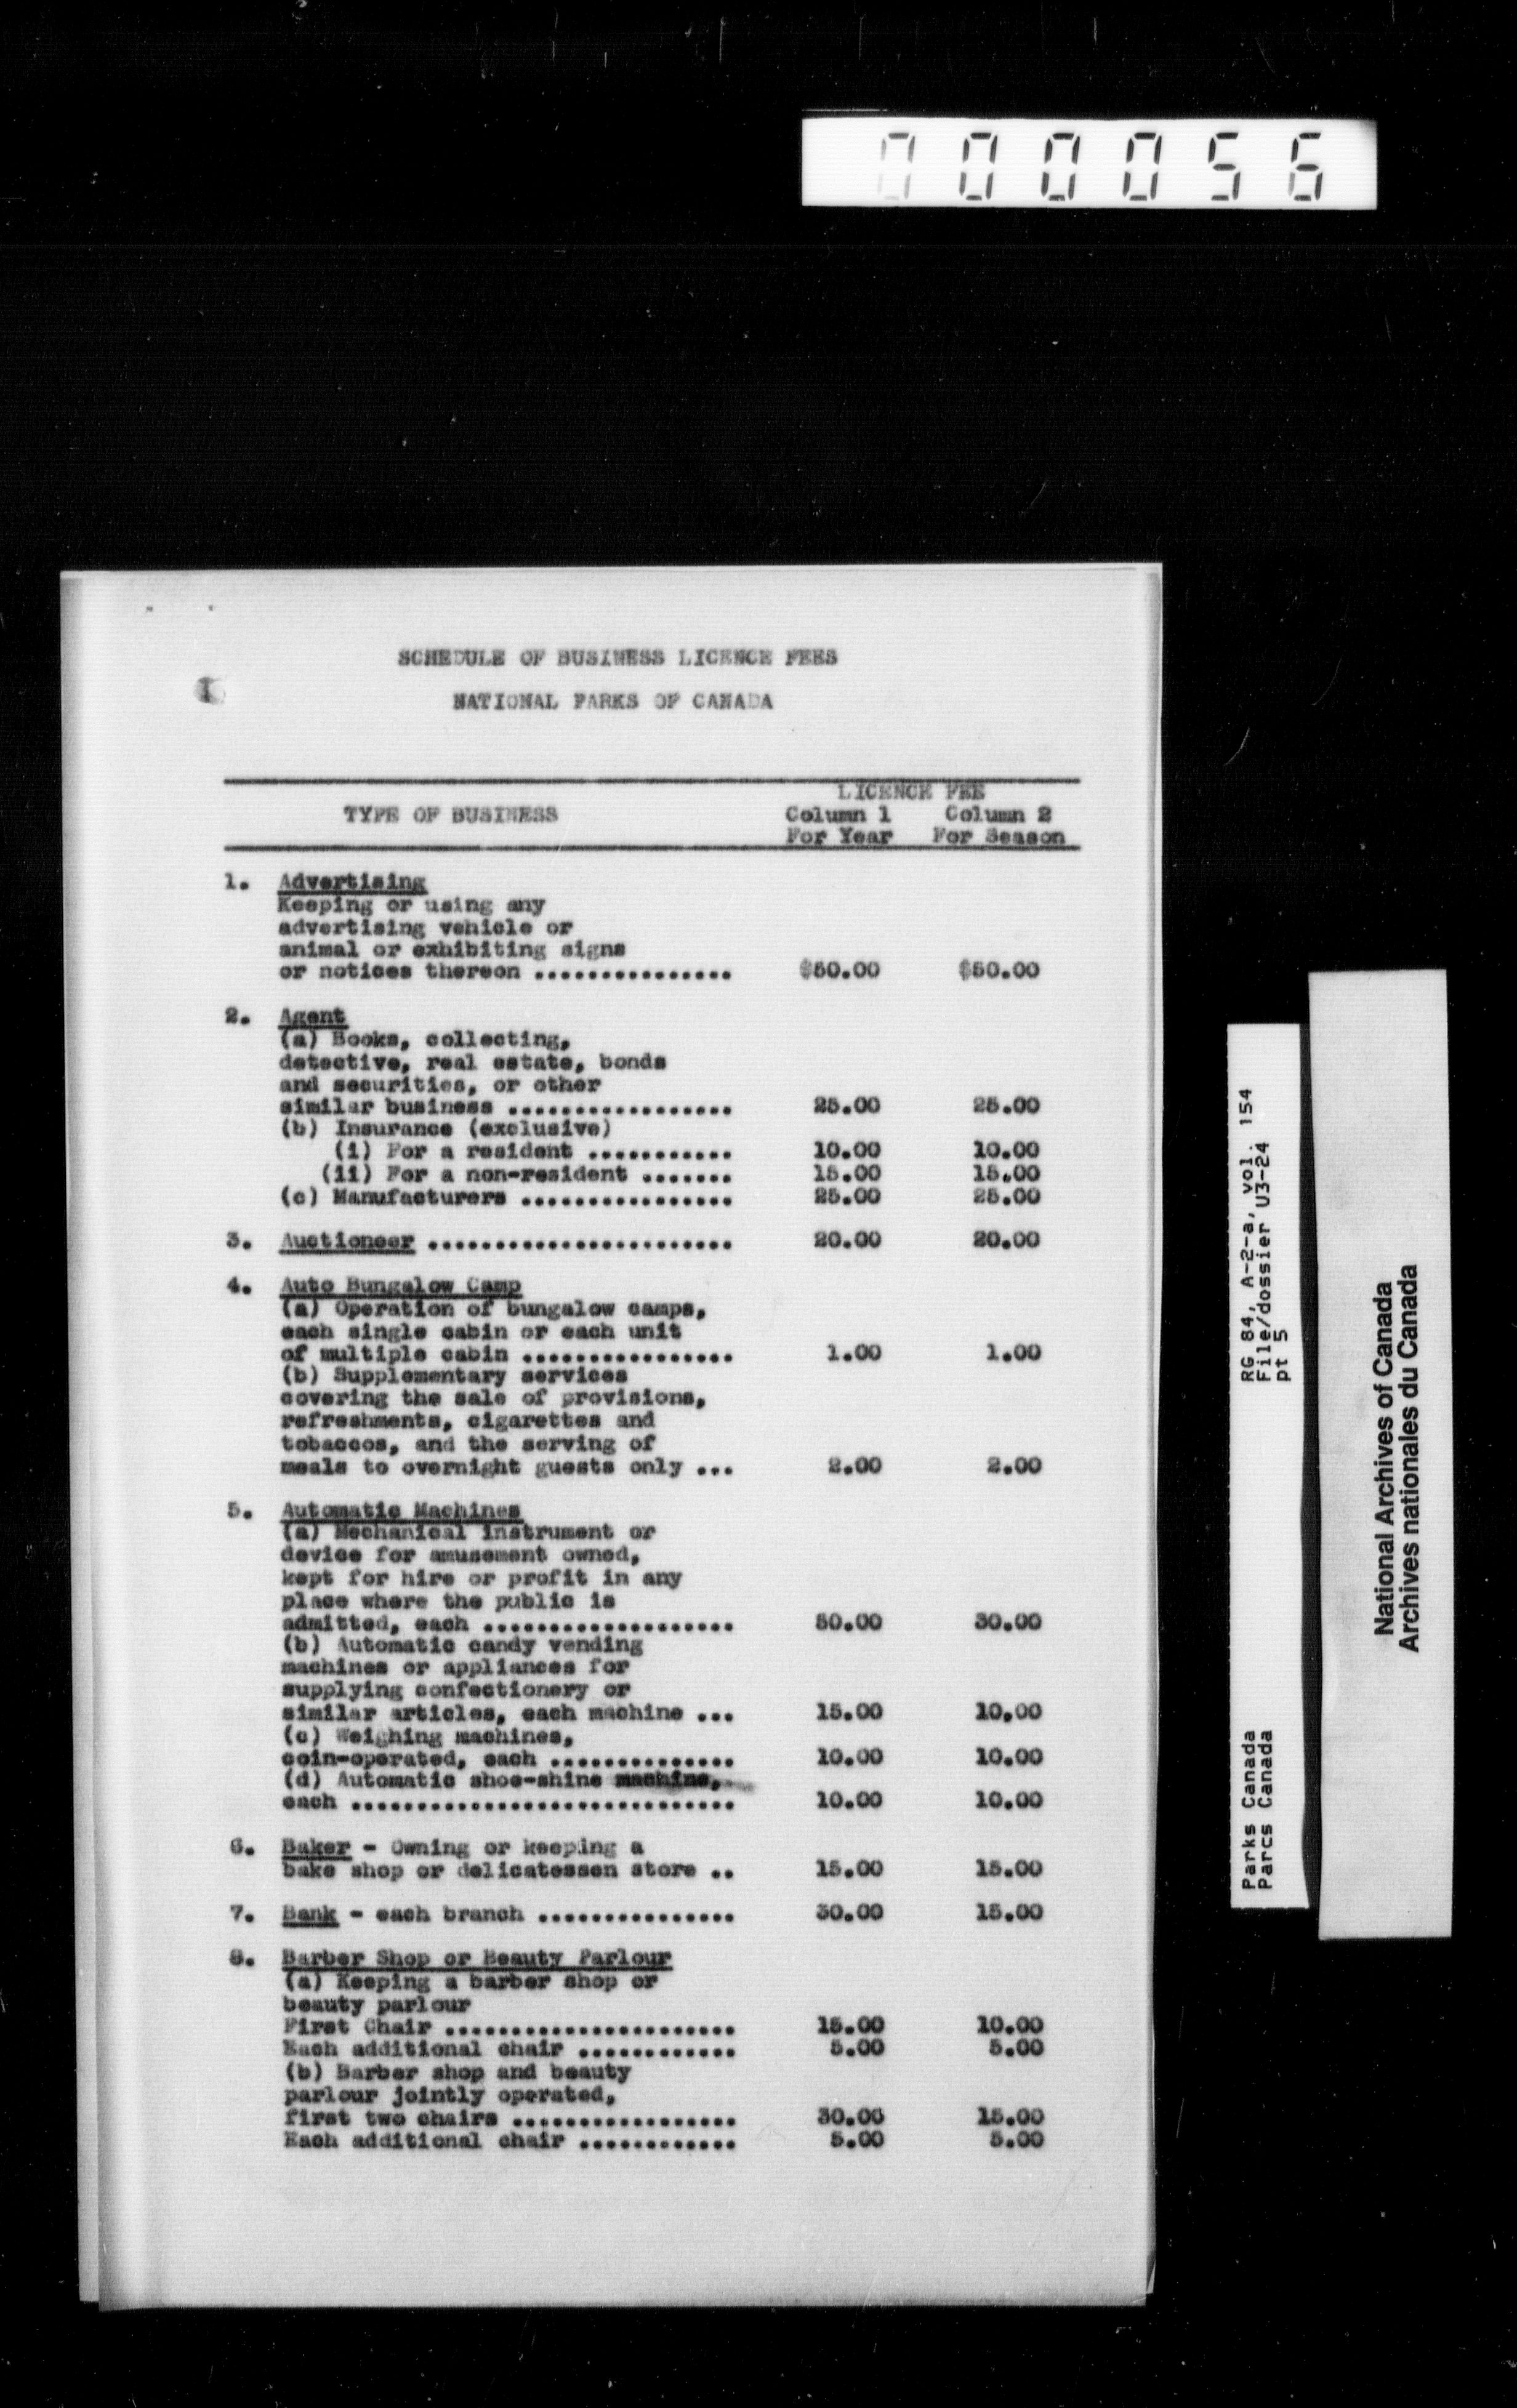 000056
SCHEDULE OF BUSINESS LICENCE FEES
NATIONAL PARKS OF CANADA
LICENCE FEE
TYPE OF BUSINESS Column 1 Column 2
For Year For Season
1. Advertising
Keeping or using any
advertising vehicle or
animal or exhibiting signs
or notices thereon ............... $50.00 $50.00
2. Agent
(a) Books, collecting,
detective, real estate, bonds
and securities, or other
similar business ................. 25.00 25.00
(b) Insurance (exclusive)
(i) For a resident ........... 10.00 10.00
(ii) For a non-resident ....... 15.00 15.00
(c) Manufacturers ................ 25.00 25.00
3. Auctioneer ....................... 20.00 20.00
4. Auto Bungalow Camp
(a) Operation of bungalow camps,
each single cabin or each unit
of multiple cabin ................ 1.00 1.00
(b) Supplementary services
covering the sale of provisions,
refreshments, cigarettes and
tobaccos, and the serving of
meals to overnight guests only ... 2.00 2.00
5. Automatic Machines
(a) Mechanical instrument or
device for amusement owned,
kept for hire or profit in any
place where the public is
admitted, each ................... 50.00 30.00
(b) Automatic candy vending
machines or appliances for
supplying confectionery or
similar articles, each machine ... 15.00 10.00
(c) Weighing machines,
coin-operated, each .............. 10.00 10.00
(d) Automatic shoe-shine machine,
each ............................. 10.00 10.00
6. Baker - Owning or keeping a
bake shop or delicatessen store .. 15.00 15.00
7. Bank - each branch ............... 30.00 15.00
8. Barber Shop or Beauty Parlour
(a) Keeping a barber shop or
beauty parlour
First Chair ...................... 15.00 10.00
Each additional chair ............ 5.00 5.00
(b) Barber shop and beauty
parlour jointly operated,
first two chairs ................. 30.00 15.00
Each additional chair ............ 5.00 5.00
RG 84, A-2-a, vol. 154
File/dossier U3-24
pt 5
Parks Canada
Parcs Canada
National Archives of Canada
Archives nationales du Canada